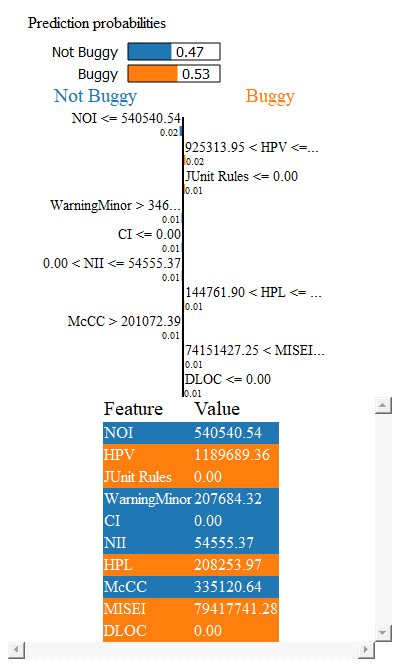 Prediction probabilities
Not Buggy 0.47
Buggy 0.53
Not Buggy Buggy
NOI <= 540540.54
0.02
925313.95 < HPV <=...
0.02
JUnit Rules <= 0.00
0.01
WarningMinor > 346...
0.01
CI <= 0.00
0.01
0.00 < NII <= 54555.37
0.01
144761.90 < HPL <= ...
0.01
McCC > 201072.39
0.01
74151427.25 < MISEI...
0.01
DLOC <= 0.00
0.01
Feature Value
NOI 540540.54
HPV 1189689.36
JUnit Rules 0.00
WarningMinor 207684.32
CI 0.00
NII 54555.37
HPL 208253.97
McCC 335120.64
MISEI 79417741.28
DLOC 0.00